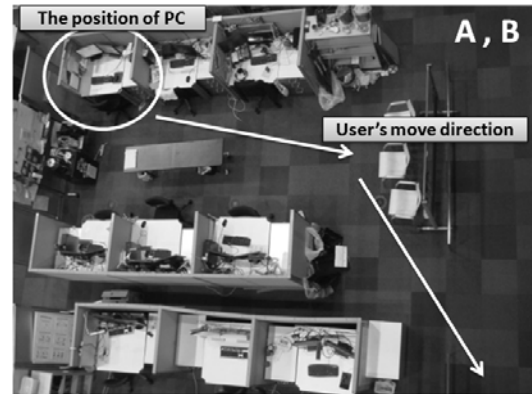 The position of PC
A , B
User's move direction